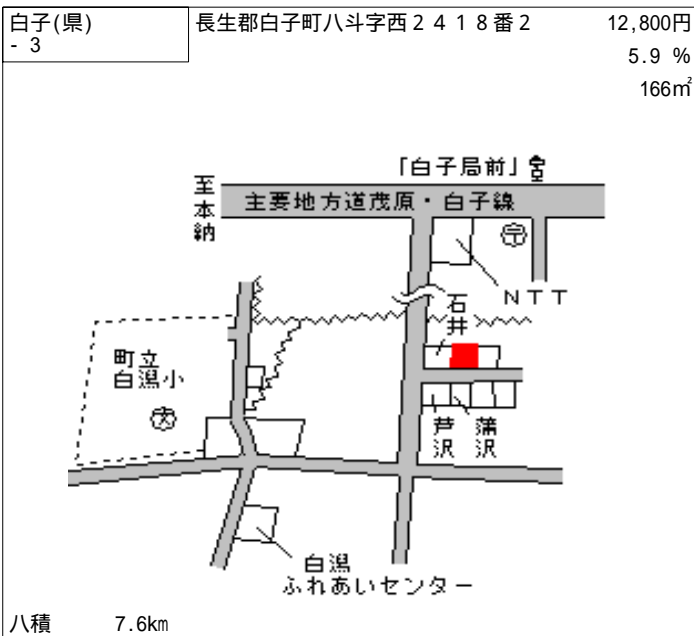 白子(県)
- 3
長生郡白子町八斗字西２４１８番２
12,800円
5.9 %
166㎡
「白子局前」
至本納
主要地方道茂原・白子線
〒
ＮＴＴ
石井
町立
白潟小
文
芦沢
蒲沢
白潟
ふれあいセンター
八積 7.6km